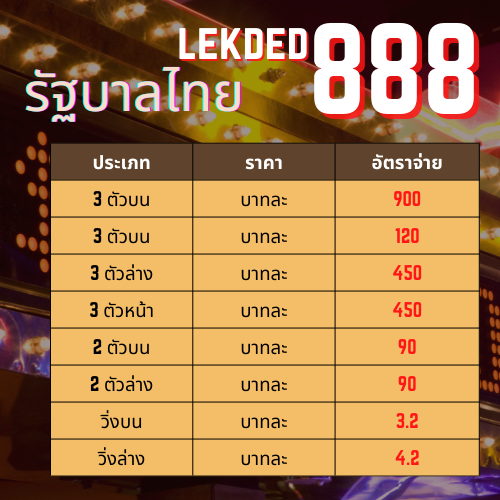 LEKDED 888
รัฐบาลไทย
ประเภท ราคา อัตราจ่าย
3 ตัวบน บาทละ 900
3 ตัวบน บาทละ 120
3 ตัวล่าง บาทละ 450
3 ตัวหน้า บาทละ 450
2 ตัวบน บาทละ 90
2 ตัวล่าง บาทละ 90
วิ่งบน บาทละ 3.2
วิ่งล่าง บาทละ 4.2